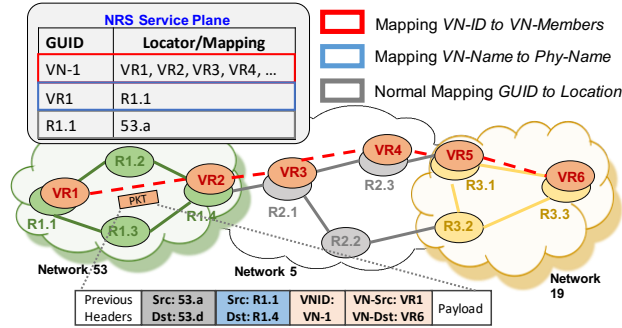 NRS Service Plane
GUID Locator/Mapping
VN-1 VR1, VR2, VR3, VR4, ...
VR1 R1.1
R1.1 53.a
Mapping VN-ID to VN-Members
Mapping VN-Name to Phy-Name
Normal Mapping GUID to Location
R1.2
VR1
R1.1
PKT
R1.3
VR2
R1.4
VR3
R2.1
VR4
R2.3
R2.2
VR5
R3.1
R3.2
VR6
R3.3
Network 53
Network 5
Network
19
Previous
Headers
Src: 53.a
Dst: 53.d
Src: R1.1
Dst: R1.4
VNID:
VN-1
VN-Src: VR1
VN-Dst: VR6
Payload